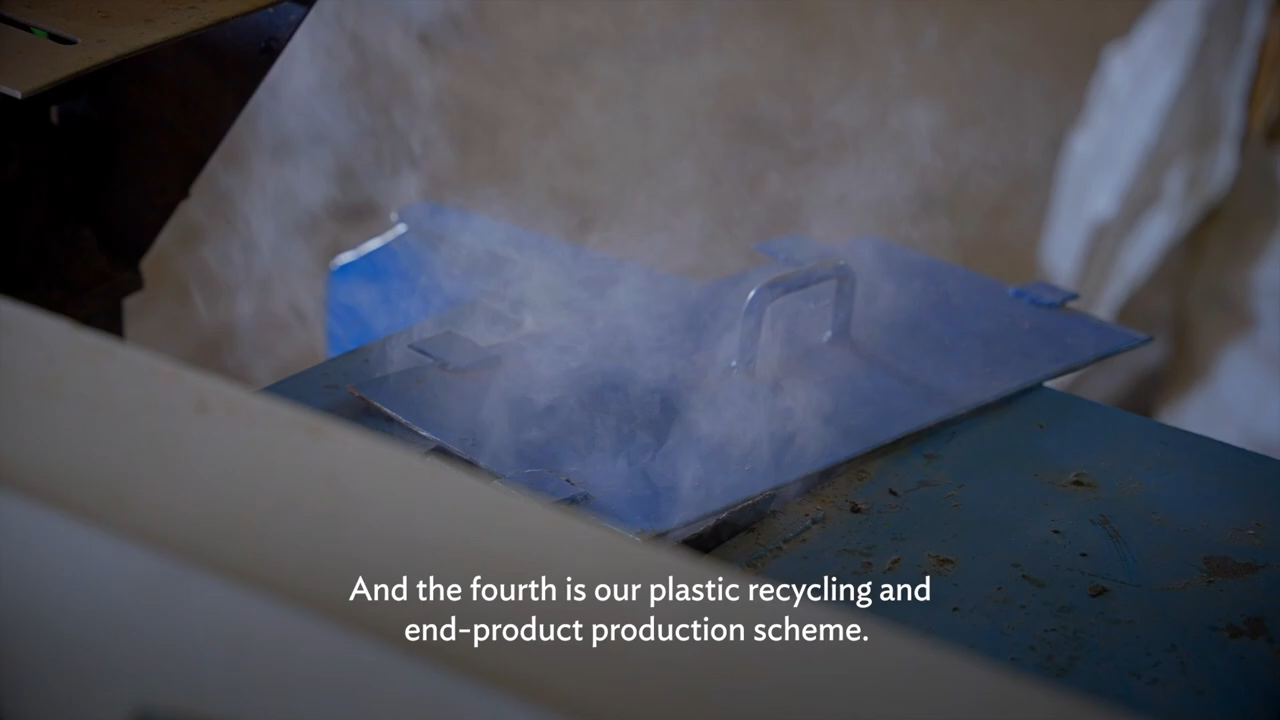 And the fourth is our plastic recycling and
end-product production scheme.